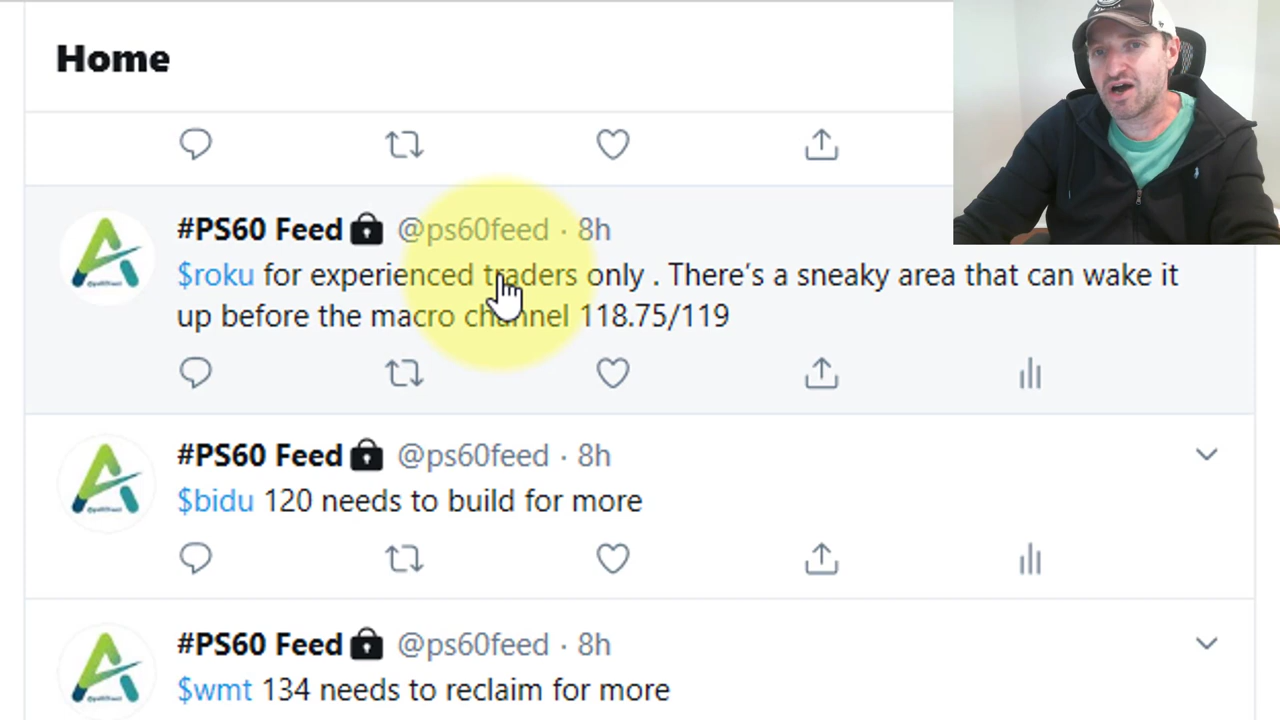 Home
#PS60 Feed @ps60feed · 8h
$roku for experienced traders only . There's a sneaky area that can wake it
up before the macro channel 118.75/119
#PS60 Feed @ps60feed · 8h
$bidu 120 needs to build for more
#PS60 Feed @ps60feed · 8h
$wmt 134 needs to reclaim for more